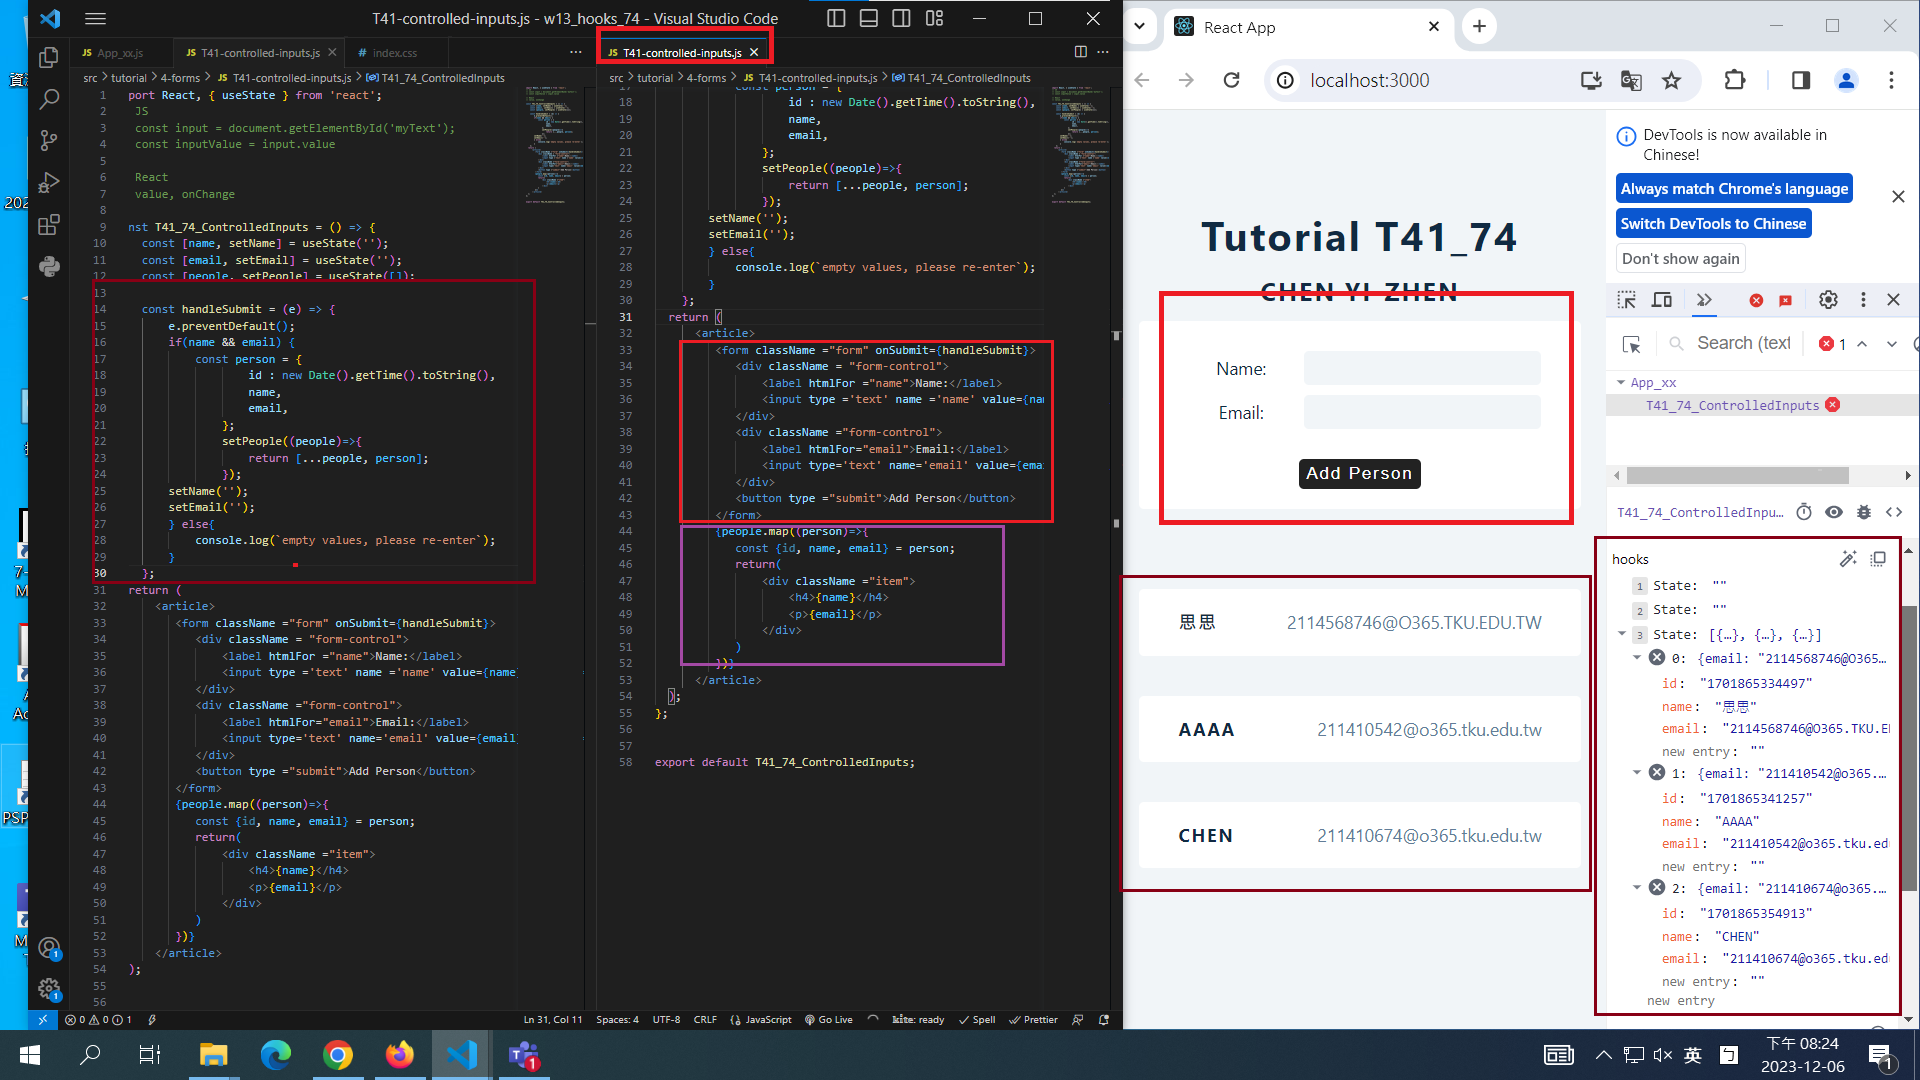 T41-controlled-inputs.js - w13_hooks_74 - Visual Studio Code
JS App_xx.js
JS T41-controlled-inputs.js
# index.css
src > tutorial > 4-forms > JS T41-controlled-inputs.js > T41_74_ControlledInputs
1 port React, { useState } from 'react';
2 JS
3 const input = document.getElementById('myText');
4 const inputValue = input.value
5
6 React
7 value, onChange
8
9 nst T41_74_ControlledInputs = () => {
10 const [name, setName] = useState('');
11 const [email, setEmail] = useState('');
12 const [people, setPeople] = useState([]);
13
14 const handleSubmit = (e) => {
15 e.preventDefault();
16 if(name && email) {
17 const person = {
18 id : new Date().getTime().toString(),
19 name,
20 email,
21 };
22 setPeople((people)=>{
23 return [...people, person];
24 });
25 setName('');
26 setEmail('');
27 } else{
28 console.log(`empty values, please re-enter`);
29 }
30 };
31 return (
32 <article>
33 <form className ="form" onSubmit={handleSubmit}>
34 <div className = "form-control">
35 <label htmlFor ="name">Name:</label>
36 <input type ='text' name ='name' value={name}
37 </div>
38 <div className ="form-control">
39 <label htmlFor="email">Email:</label>
40 <input type='text' name='email' value={email}
41 </div>
42 <button type ="submit">Add Person</button>
43 </form>
44 {people.map((person)=>{
45 const {id, name, email} = person;
46 return(
47 <div className ="item">
48 <h4>{name}</h4>
49 <p>{email}</p>
50 </div>
51 )
52 })}
53 </article>
54 );
55
56
JS T41-controlled-inputs.js
src > tutorial > 4-forms > JS T41-controlled-inputs.js > T41_74_ControlledInputs
17 const person = {
18 id : new Date().getTime().toString(),
19 name,
20 email,
21 };
22 setPeople((people)=>{
23 return [...people, person];
24 });
25 setName('');
26 setEmail('');
27 } else{
28 console.log(`empty values, please re-enter`);
29 }
30 };
31 return (
32 <article>
33 <form className ="form" onSubmit={handleSubmit}>
34 <div className = "form-control">
35 <label htmlFor ="name">Name:</label>
36 <input type ='text' name ='name' value={nam
37 </div>
38 <div className ="form-control">
39 <label htmlFor="email">Email:</label>
40 <input type='text' name='email' value={emai
41 </div>
42 <button type ="submit">Add Person</button>
43 </form>
44 {people.map((person)=>{
45 const {id, name, email} = person;
46 return(
47 <div className ="item">
48 <h4>{name}</h4>
49 <p>{email}</p>
50 </div>
51 )
52 })}
53 </article>
54 );
55 };
56
57
58 export default T41_74_ControlledInputs;
0 0 1
Ln 31, Col 11 Spaces: 4 UTF-8 CRLF {} JavaScript Go Live kite: ready Spell Prettier
React App
localhost:3000
Tutorial T41_74
CHEN YI ZHEN
Name:
Email:
Add Person
思思 2114568746@O365.TKU.EDU.TW
AAAA 211410542@o365.tku.edu.tw
CHEN 211410674@o365.tku.edu.tw
DevTools is now available in
Chinese!
Always match Chrome's language
Switch DevTools to Chinese
Don't show again
Search (text
1
App_xx
T41_74_ControlledInputs
T41_74_ControlledInpu…
hooks
1 State: ""
2 State: ""
3 State: [{…}, {…}, {…}]
0: {email: "2114568746@O365…
id: "1701865334497"
name: "思思"
email: "2114568746@O365.TKU.E
new entry: ""
1: {email: "211410542@o365.…
id: "1701865341257"
name: "AAAA"
email: "211410542@o365.tku.ed
new entry: ""
2: {email: "211410674@o365.…
id: "1701865354913"
name: "CHEN"
email: "211410674@o365.tku.ed
new entry: ""
new entry
資
202
7-
M
A
Ac
PSP
M
英
下午 08:24
2023-12-06
1